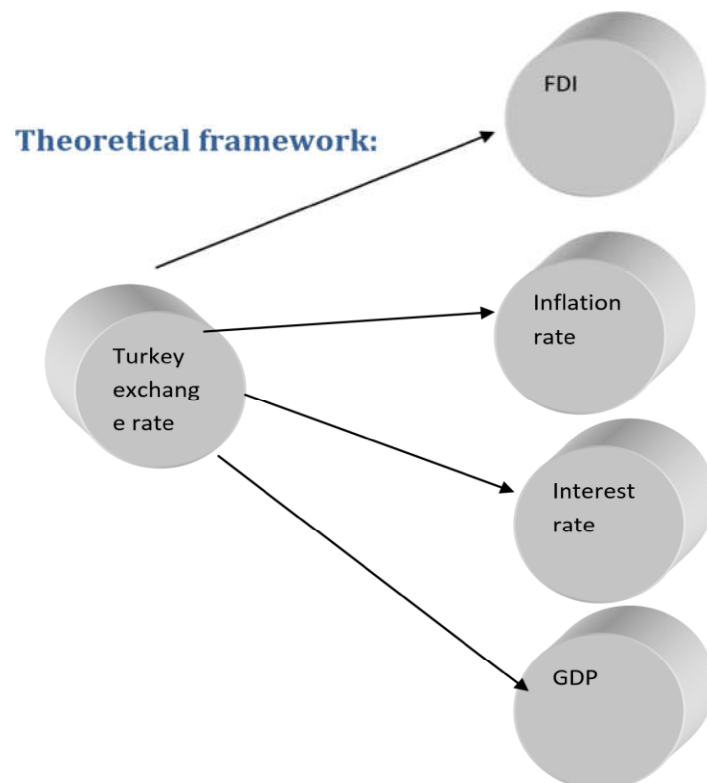 Theoretical framework:
FDI
Turkey
exchang
e rate
Inflation
rate
Interest
rate
GDP